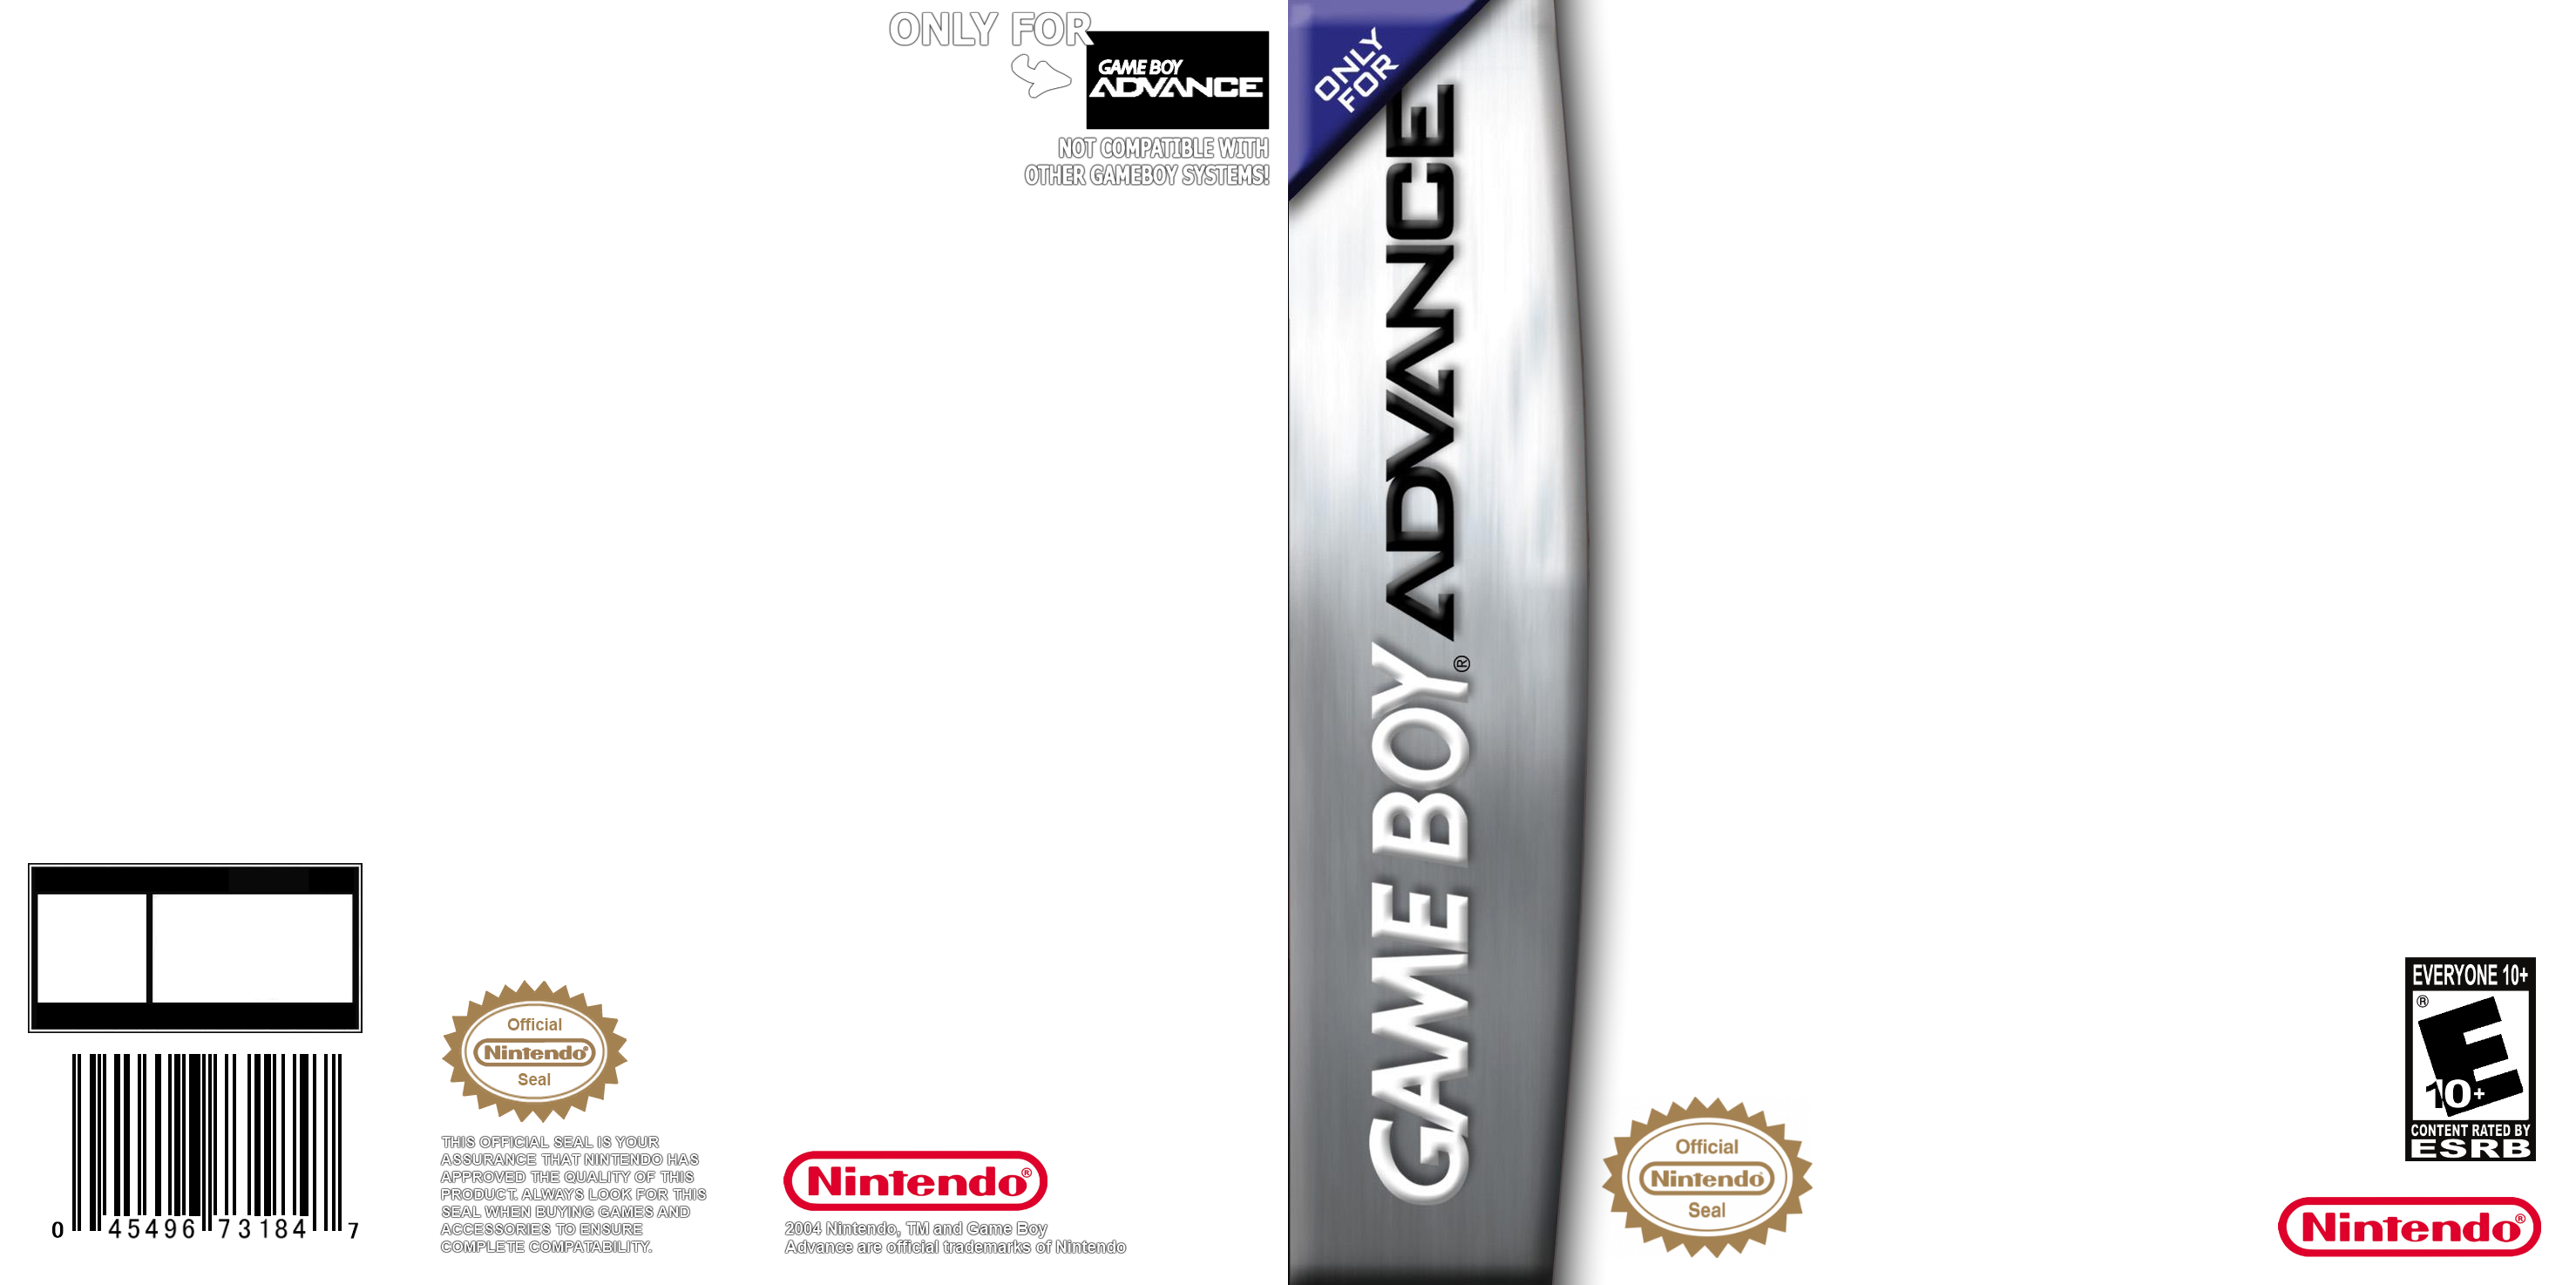 ONLY FOR
GAME BOY
ADVANCE
NOT COMPATIBLE WITH
OTHER GAMEBOY SYSTEMS!
Official
Nintendo®
Seal
THIS OFFICIAL SEAL IS YOUR
ASSURANCE THAT NINTENDO HAS
APPROVED THE QUALITY OF THIS
PRODUCT. ALWAYS LOOK FOR THIS
SEAL WHEN BUYING GAMES AND
ACCESSORIES TO ENSURE
COMPLETE COMPATABILITY.
0 45496 73184 7
Nintendo®
2004 Nintendo, TM and Game Boy
Advance are official trademarks of Nintendo
ONLY
FOR
GAME BOY® ADVANCE
Official
Nintendo
Seal
EVERYONE 10+
®
E
10+
CONTENT RATED BY
ESRB
Nintendo®